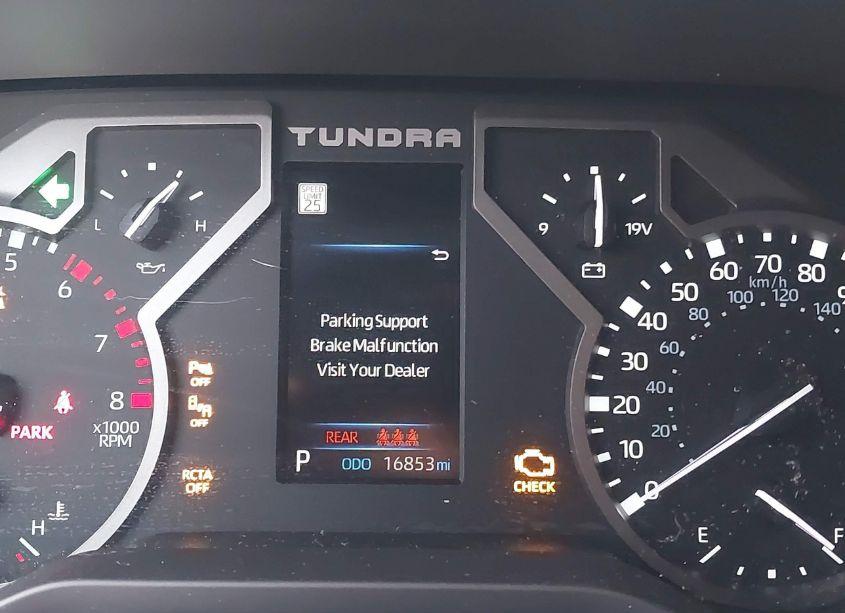 TUNDRA
SPEED
LIMIT
25
L H
9 19V
5
6
7
8
x1000
RPM
PARK
H
P OFF
OFF
RCTA
OFF
Parking Support
Brake Malfunction
Visit Your Dealer
REAR
P ODO 16853 mi
CHECK
0
10
20
30
40
50
60
70
80
km/h
20
40
60
80
100
120
140
E F